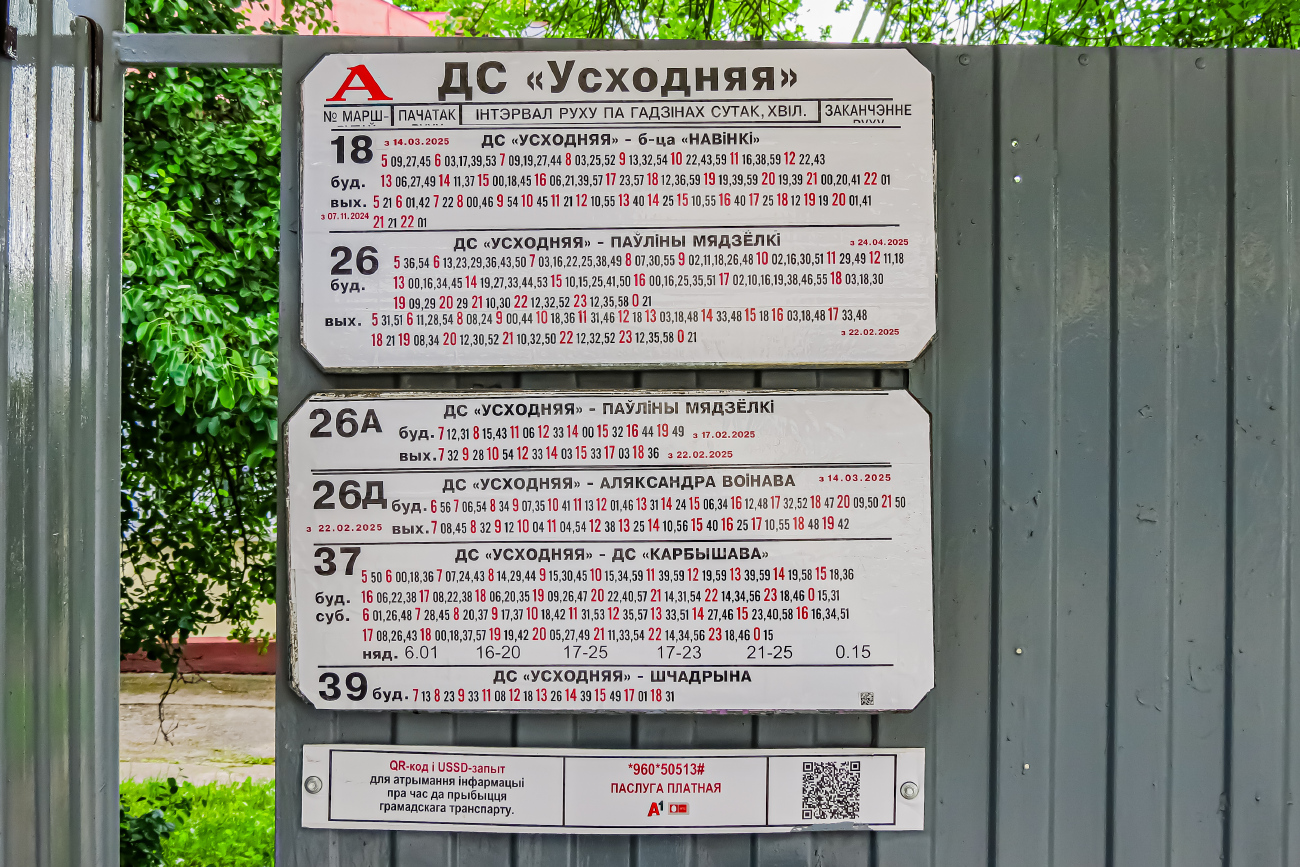 А ДС «Усходняя»
№ МАРШ- ПАЧАТАК ІНТЭРВАЛ РУХУ ПА ГАДЗІНАХ СУТАК, ХВІЛ. ЗАКАНЧЭННЕ
18 з 14.03.2025 ДС «УСХОДНЯЯ» - б-ца «НАВіНКі»
5 09,27,45 6 03,17,39,53 7 09,19,27,44 8 03,25,52 9 13,32,54 10 22,43,59 11 16,38,59 12 22,43
буд. 13 06,27,49 14 11,37 15 00,18,45 16 06,21,39,57 17 23,57 18 12,36,59 19 19,39,59 20 19,39 21 00,20,41 22 01
вых. 5 21 6 01,42 7 22 8 00,46 9 54 10 45 11 21 12 10,55 13 40 14 25 15 10,55 16 40 17 25 18 12 19 19 20 01,41
з 07.11.2024 21 21 22 01
26 ДС «УСХОДНЯЯ» - ПАЎЛіНЫ МЯДЗЁЛКі з 24.04.2025
5 36,54 6 13,23,29,36,43,50 7 03,16,22,25,38,49 8 07,30,55 9 02,11,18,26,48 10 02,16,30,51 11 29,49 12 11,18
буд. 13 00,16,34,45 14 19,27,33,44,53 15 10,15,25,41,50 16 00,16,25,35,51 17 02,10,16,19,38,46,55 18 03,18,30
19 09,29 20 29 21 10,30 22 12,32,52 23 12,35,58 0 21
вых. 5 31,51 6 11,28,54 8 08,24 9 00,44 10 18,36 11 31,46 12 18 13 03,18,48 14 33,48 15 18 16 03,18,48 17 33,48
18 21 19 08,34 20 12,30,52 21 10,32,50 22 12,32,52 23 12,35,58 0 21 з 22.02.2025
26А ДС «УСХОДНЯЯ» - ПАЎЛіНЫ МЯДЗЁЛКі
буд. 7 12,31 8 15,43 11 06 12 33 14 00 15 32 16 44 19 49 з 17.02.2025
вых. 7 32 9 28 10 54 12 33 14 03 15 33 17 03 18 36 з 22.02.2025
26Д ДС «УСХОДНЯЯ» - АЛЯКСАНДРА ВОіНАВА з 14.03.2025
буд. 6 56 7 06,54 8 34 9 07,35 10 41 11 13 12 01,46 13 31 14 24 15 06,34 16 12,48 17 32,52 18 47 20 09,50 21 50
з 22.02.2025 вых. 7 08,45 8 32 9 12 10 04 11 04,54 12 38 13 25 14 10,56 15 40 16 25 17 10,55 18 48 19 42
37 ДС «УСХОДНЯЯ» - ДС «КАРБЫШАВА»
5 50 6 00,18,36 7 07,24,43 8 14,29,44 9 15,30,45 10 15,34,59 11 39,59 12 19,59 13 39,59 14 19,58 15 18,36
буд. 16 06,22,38 17 08,22,38 18 06,20,35 19 09,26,47 20 22,40,57 21 14,31,54 22 14,34,56 23 18,46 0 15,31
суб. 6 01,26,48 7 28,45 8 20,37 9 17,37 10 18,42 11 31,53 12 35,57 13 33,51 14 27,46 15 23,40,58 16 16,34,51
17 08,26,43 18 00,18,37,57 19 19,42 20 05,27,49 21 11,33,54 22 14,34,56 23 18,46 0 15
няд. 6.01 16-20 17-25 17-23 21-25 0.15
39 ДС «УСХОДНЯЯ» - ШЧАДРЫНА
буд. 7 13 8 23 9 33 11 08 12 18 13 26 14 39 15 49 17 01 18 31
QR-код і USSD-запыт
для атрымання інфармацыі
пра час да прыбыцця
грамадскага транспарту.
*960*50513#
ПАСЛУГА ПЛАТНАЯ
А1